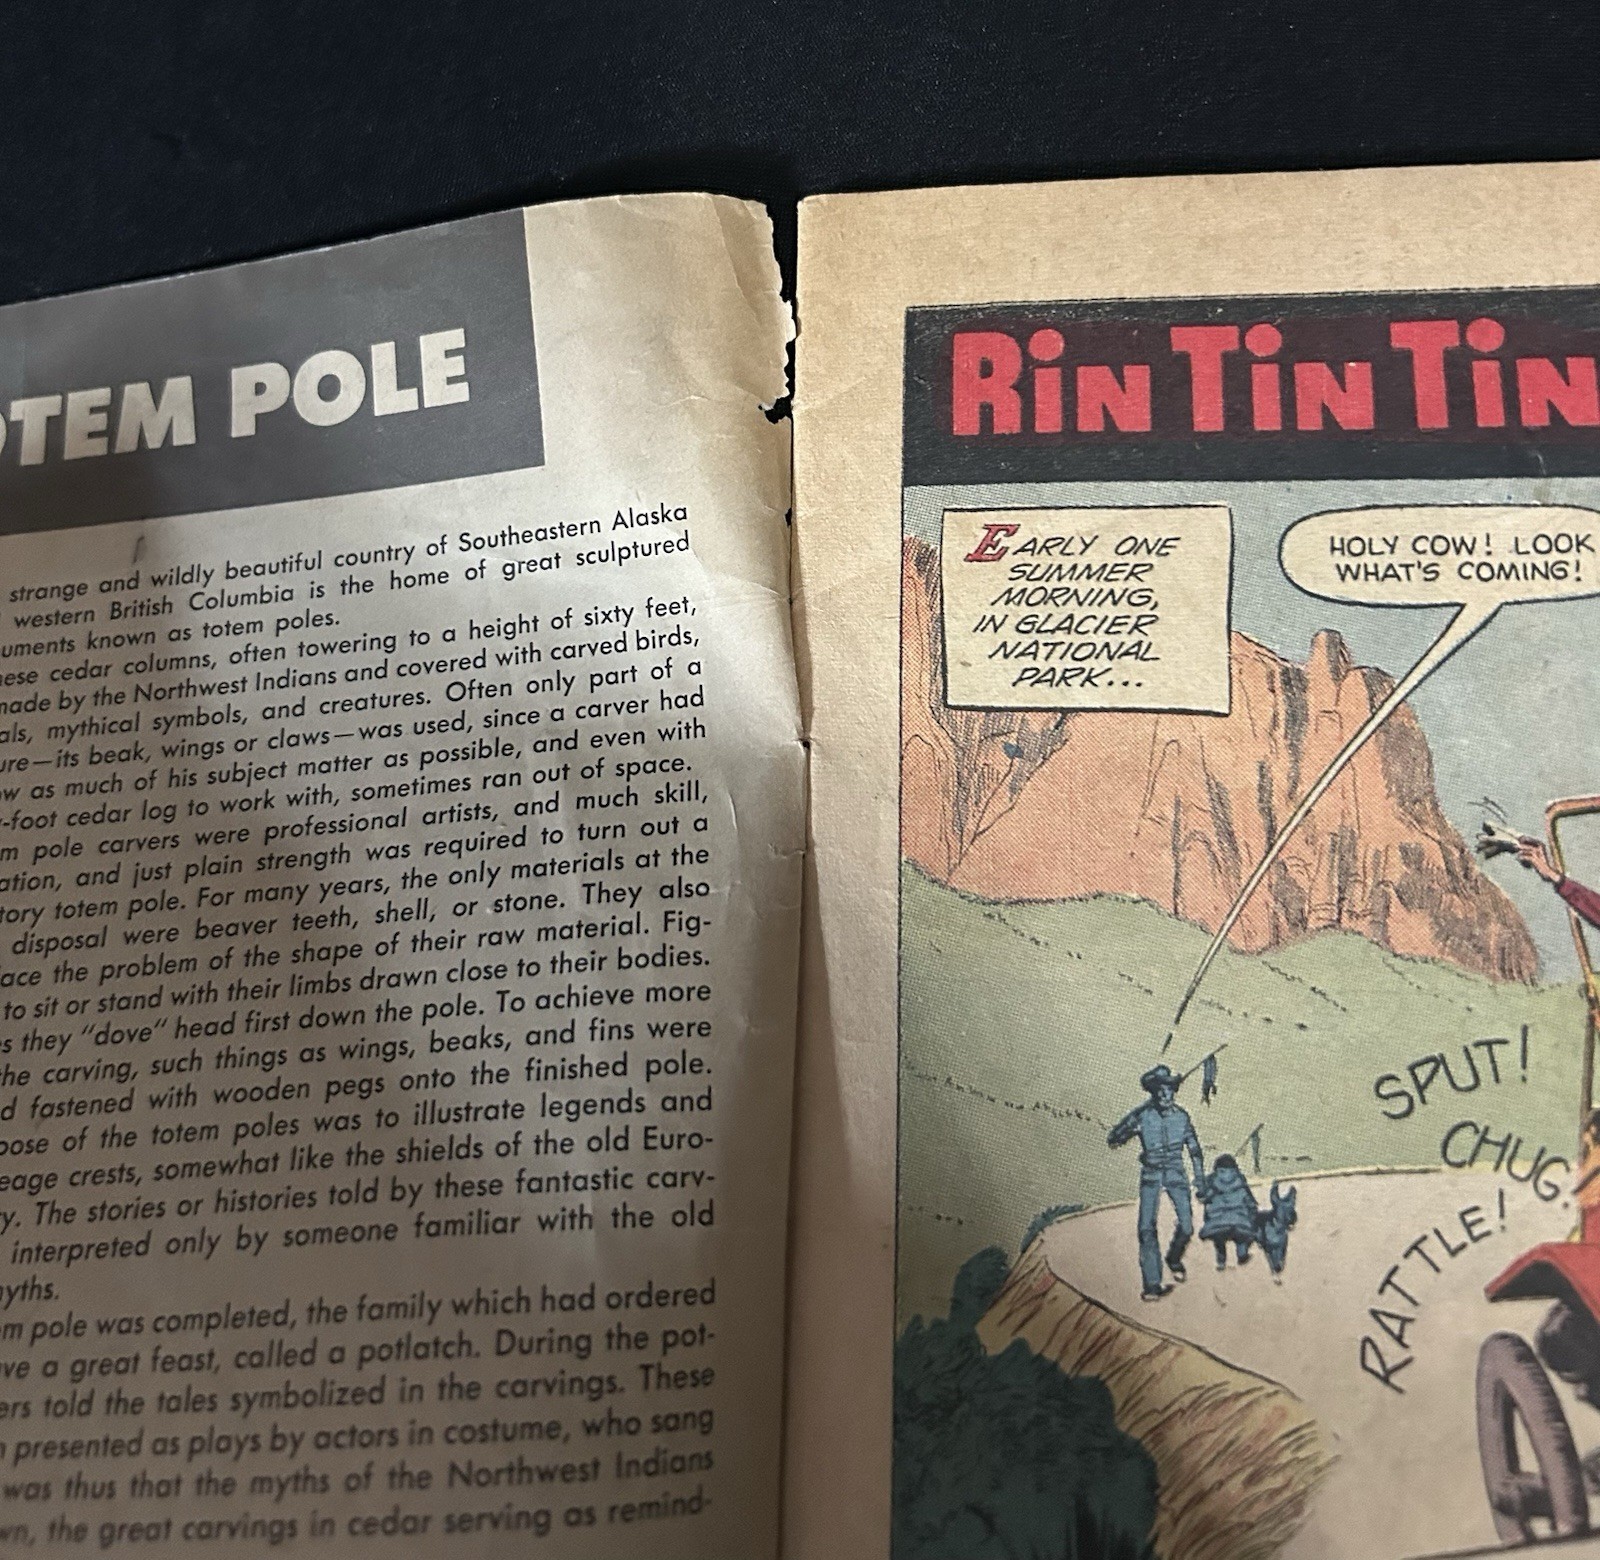 TEM POLE
strange and wildly beautiful country of Southeastern Alaska
western British Columbia is the home of great sculptured
uments known as totem poles.
ese cedar columns, often towering to a height of sixty feet,
made by the Northwest Indians and covered with carved birds,
als, mythical symbols, and creatures. Often only part of a
ure—its beak, wings or claws—was used, since a carver had
ow as much of his subject matter as possible, and even with
-foot cedar log to work with, sometimes ran out of space.
m pole carvers were professional artists, and much skill,
ation, and just plain strength was required to turn out a
tory totem pole. For many years, the only materials at the
disposal were beaver teeth, shell, or stone. They also
ace the problem of the shape of their raw material. Fig-
to sit or stand with their limbs drawn close to their bodies.
s they "dove" head first down the pole. To achieve more
he carving, such things as wings, beaks, and fins were
d fastened with wooden pegs onto the finished pole.
pose of the totem poles was to illustrate legends and
eage crests, somewhat like the shields of the old Euro-
y. The stories or histories told by these fantastic carv-
interpreted only by someone familiar with the old
yths.
m pole was completed, the family which had ordered
ve a great feast, called a potlatch. During the pot-
ers told the tales symbolized in the carvings. These
n presented as plays by actors in costume, who sang
was thus that the myths of the Northwest Indians
wn, the great carvings in cedar serving as remind-
RIN TIN TIN
EARLY ONE
SUMMER
MORNING,
IN GLACIER
NATIONAL
PARK...
HOLY COW! LOOK
WHAT'S COMING!
SPUT!
CHUG!
RATTLE!